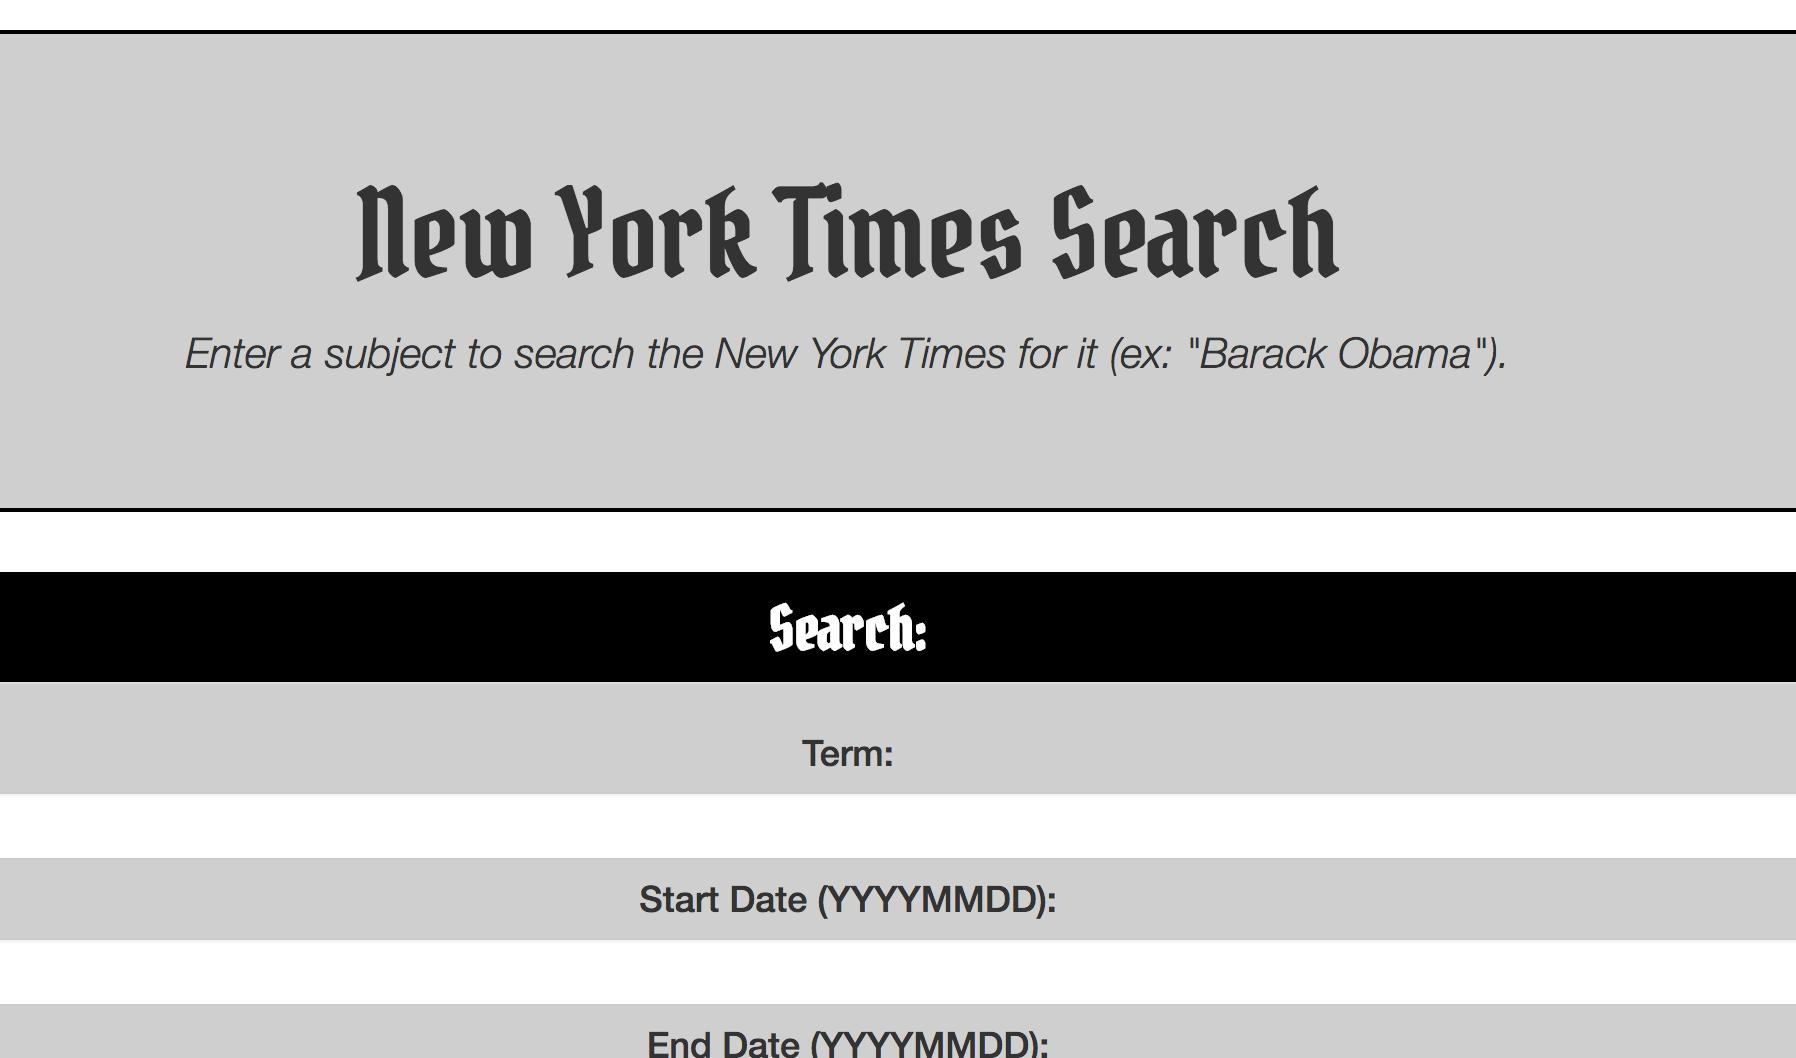 New York Times Search
Enter a subject to search the New York Times for it (ex: "Barack Obama").
Search:
Term:
Start Date (YYYYMMDD):
End Date (YYYYMMDD):